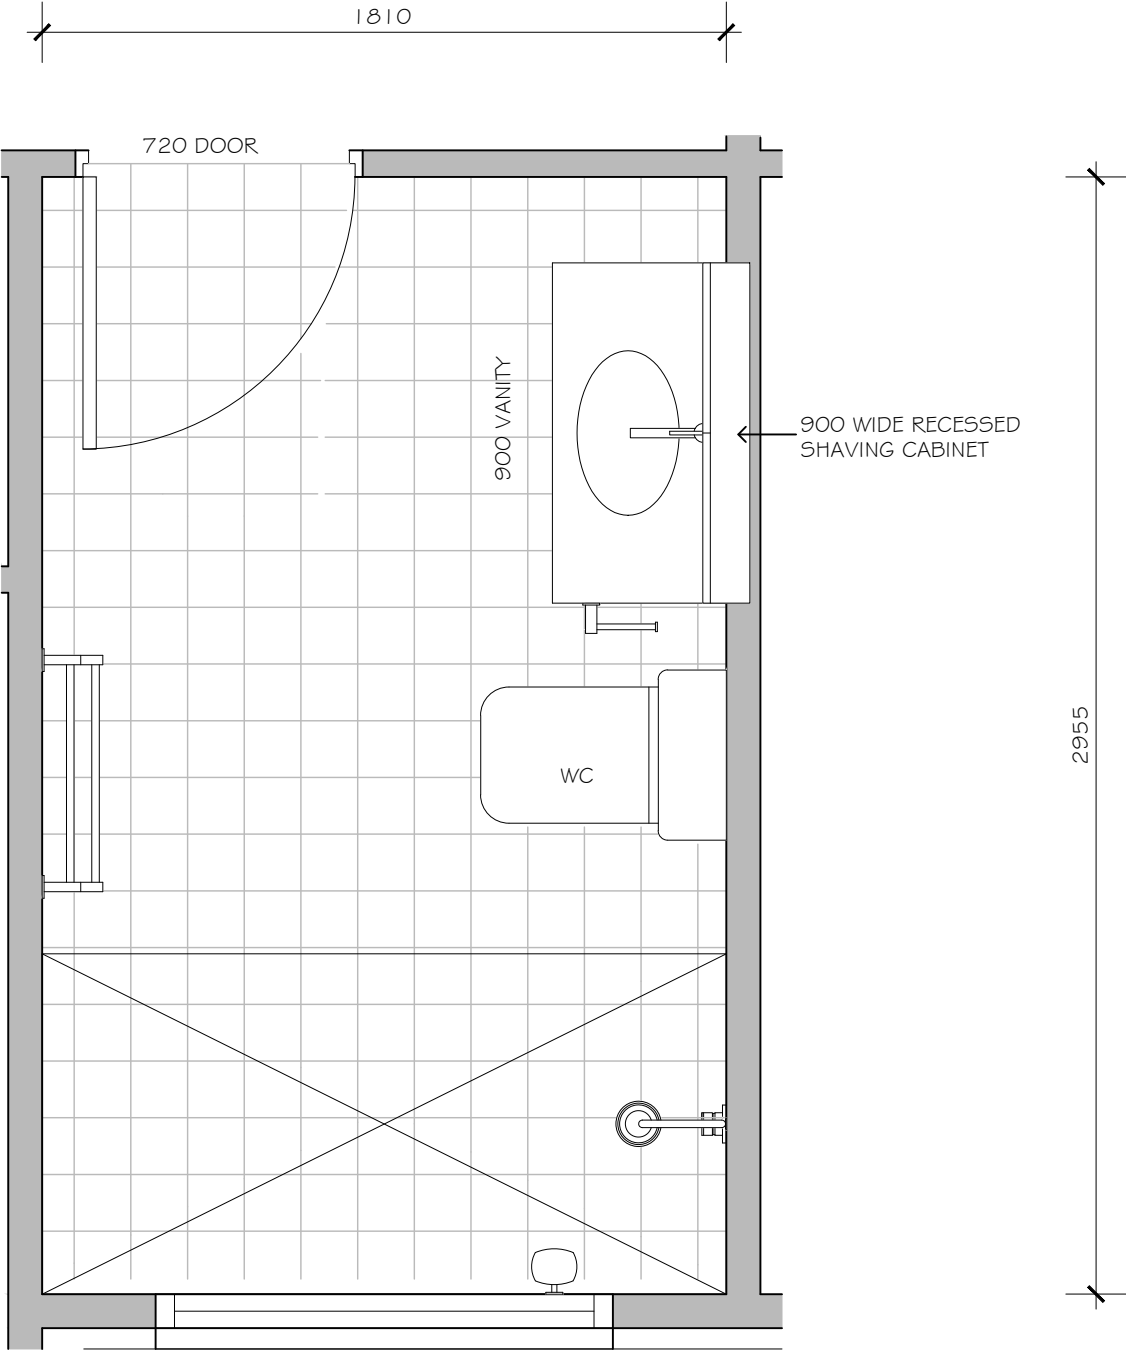 1810
720 DOOR
900 VANITY
900 WIDE RECESSED
SHAVING CABINET
2955
WC